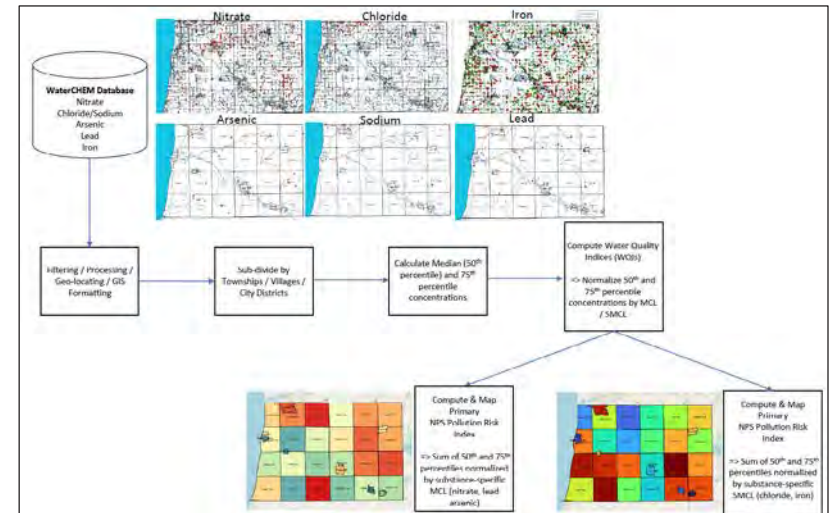 Nitrate
Chloride
Iron
WaterCHEM Database
Nitrate
Chloride/Sodium
Arsenic
Lead
Iron
Arsenic
Sodium
Lead
Filtering / Processing /
Geo-locating / GIS
Formatting
Sub-divide by
Townships / Villages /
City Districts
Calculate Median (50th
percentile) and 75th
percentile
concentrations
Compute Water Quality
Indices (WQIs)
=> Normalize 50th and
75th percentile
concentrations by MCL
/ SMCL
Compute & Map
Primary
NPS Pollution Risk
Index
=> Sum of 50th and 75th
percentiles normalized
by substance-specific
MCL (nitrate, lead
arsenic)
Compute & Map
Primary
NPS Pollution Risk
Index
=> Sum of 50th and 75th
percentiles normalized
by substance-specific
SMCL (chloride, iron)